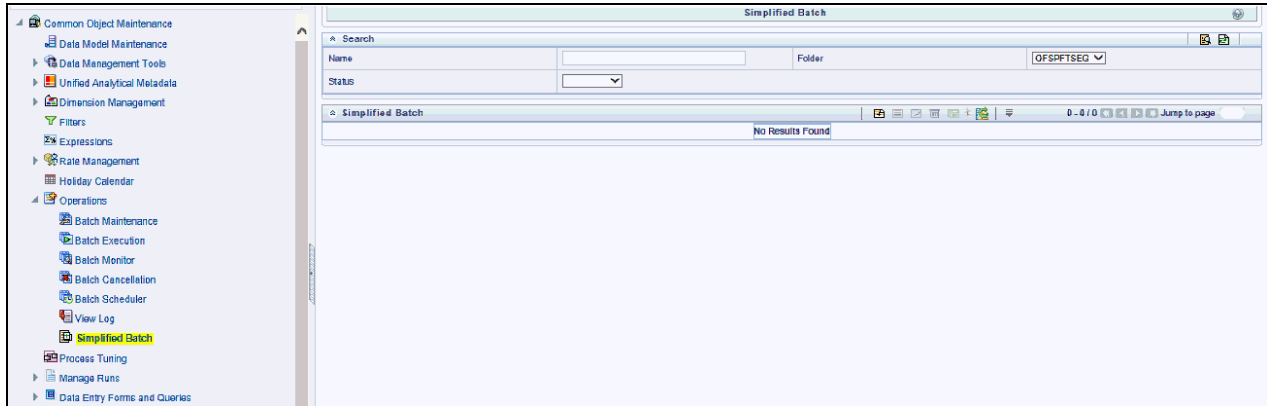 Common Object Maintenance
Data Model Maintenance
Data Management Tools
Unified Analytical Metadata
Dimension Management
Filters
Expressions
Rate Management
Holiday Calendar
Operations
Batch Maintenance
Batch Execution
Batch Monitor
Batch Cancellation
Batch Scheduler
View Log
Simplified Batch
Process Tuning
Manage Runs
Data Entry Forms and Queries
Simplified Batch
Search
Name Folder OFSPFTSEG
Status
Simplified Batch 0 - 0 / 0 Jump to page
No Results Found